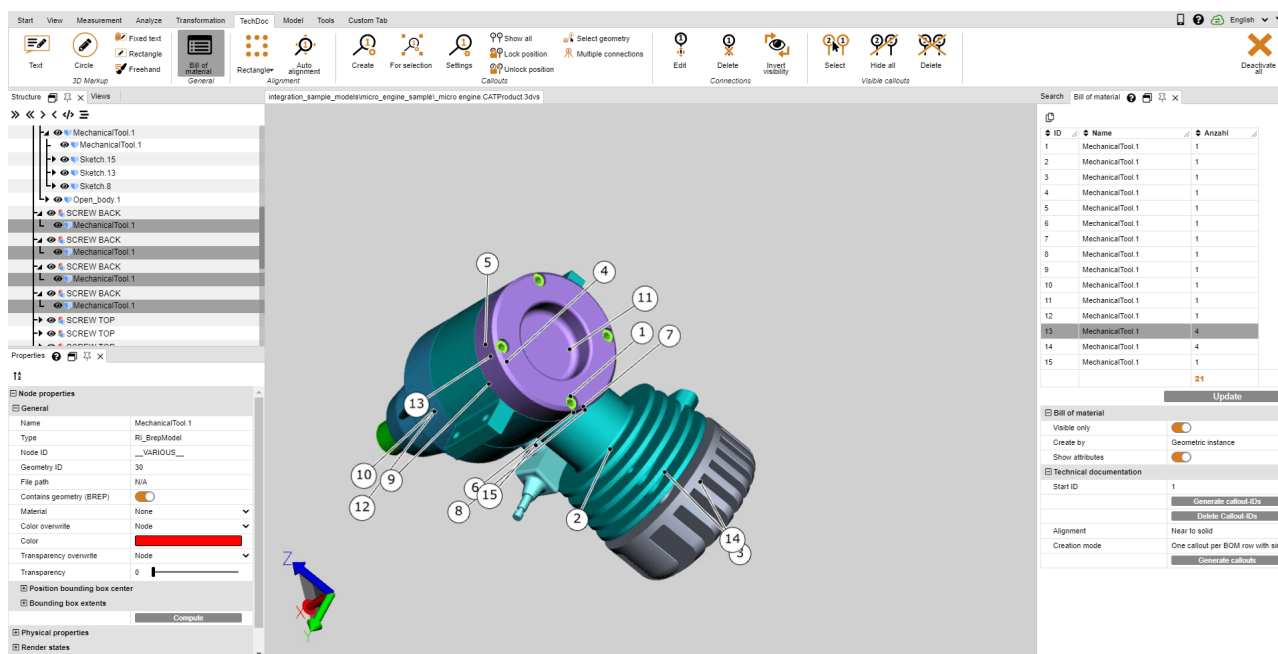 Start View Measurement Analyze Transformation TechDoc Model Tools Custom Tab English
Text Circle Fixed text Rectangle Freehand
3D Markup
Bill of material
General
Rectangle Auto alignment
Alignment
Create For selection Settings Show all Lock position Unlock position Select geometry Multiple connections
Callouts
Edit Delete Invert visibility
Connections
Select Hide all Delete
Visible callouts
Deactivate all
Structure Views
MechanicalTool.1
MechanicalTool.1
Sketch.15
Sketch.13
Sketch.8
Open_body.1
SCREW BACK
MechanicalTool.1
SCREW BACK
MechanicalTool.1
SCREW BACK
MechanicalTool.1
SCREW BACK
MechanicalTool.1
SCREW TOP
SCREW TOP
Properties
Node properties
General
Name MechanicalTool.1
Type Ri_BrepModel
Node ID __VARIOUS__
Geometry ID 30
File path N/A
Contains geometry (BREP)
Material None
Color overwrite Node
Color
Transparency overwrite Node
Transparency 0
Position bounding box center
Bounding box extents
Compute
Physical properties
Render states
integration_sample_models\micro_engine_sample\_micro engine.CATProduct.3dvs
5
4
11
1
7
13
10
9
12
6
15
8
2
14
3
Z
X
Y
Search Bill of material
ID Name Anzahl
1 MechanicalTool.1 1
2 MechanicalTool.1 1
3 MechanicalTool.1 1
4 MechanicalTool.1 1
5 MechanicalTool.1 1
6 MechanicalTool.1 1
7 MechanicalTool.1 1
8 MechanicalTool.1 1
9 MechanicalTool.1 1
10 MechanicalTool.1 1
11 MechanicalTool.1 1
12 MechanicalTool.1 1
13 MechanicalTool.1 4
14 MechanicalTool.1 4
15 MechanicalTool.1 1
21
Update
Bill of material
Visible only
Create by Geometric instance
Show attributes
Technical documentation
Start ID 1
Generate callout-IDs
Delete Callout-IDs
Alignment Near to solid
Creation mode One callout per BOM row with
Generate callouts